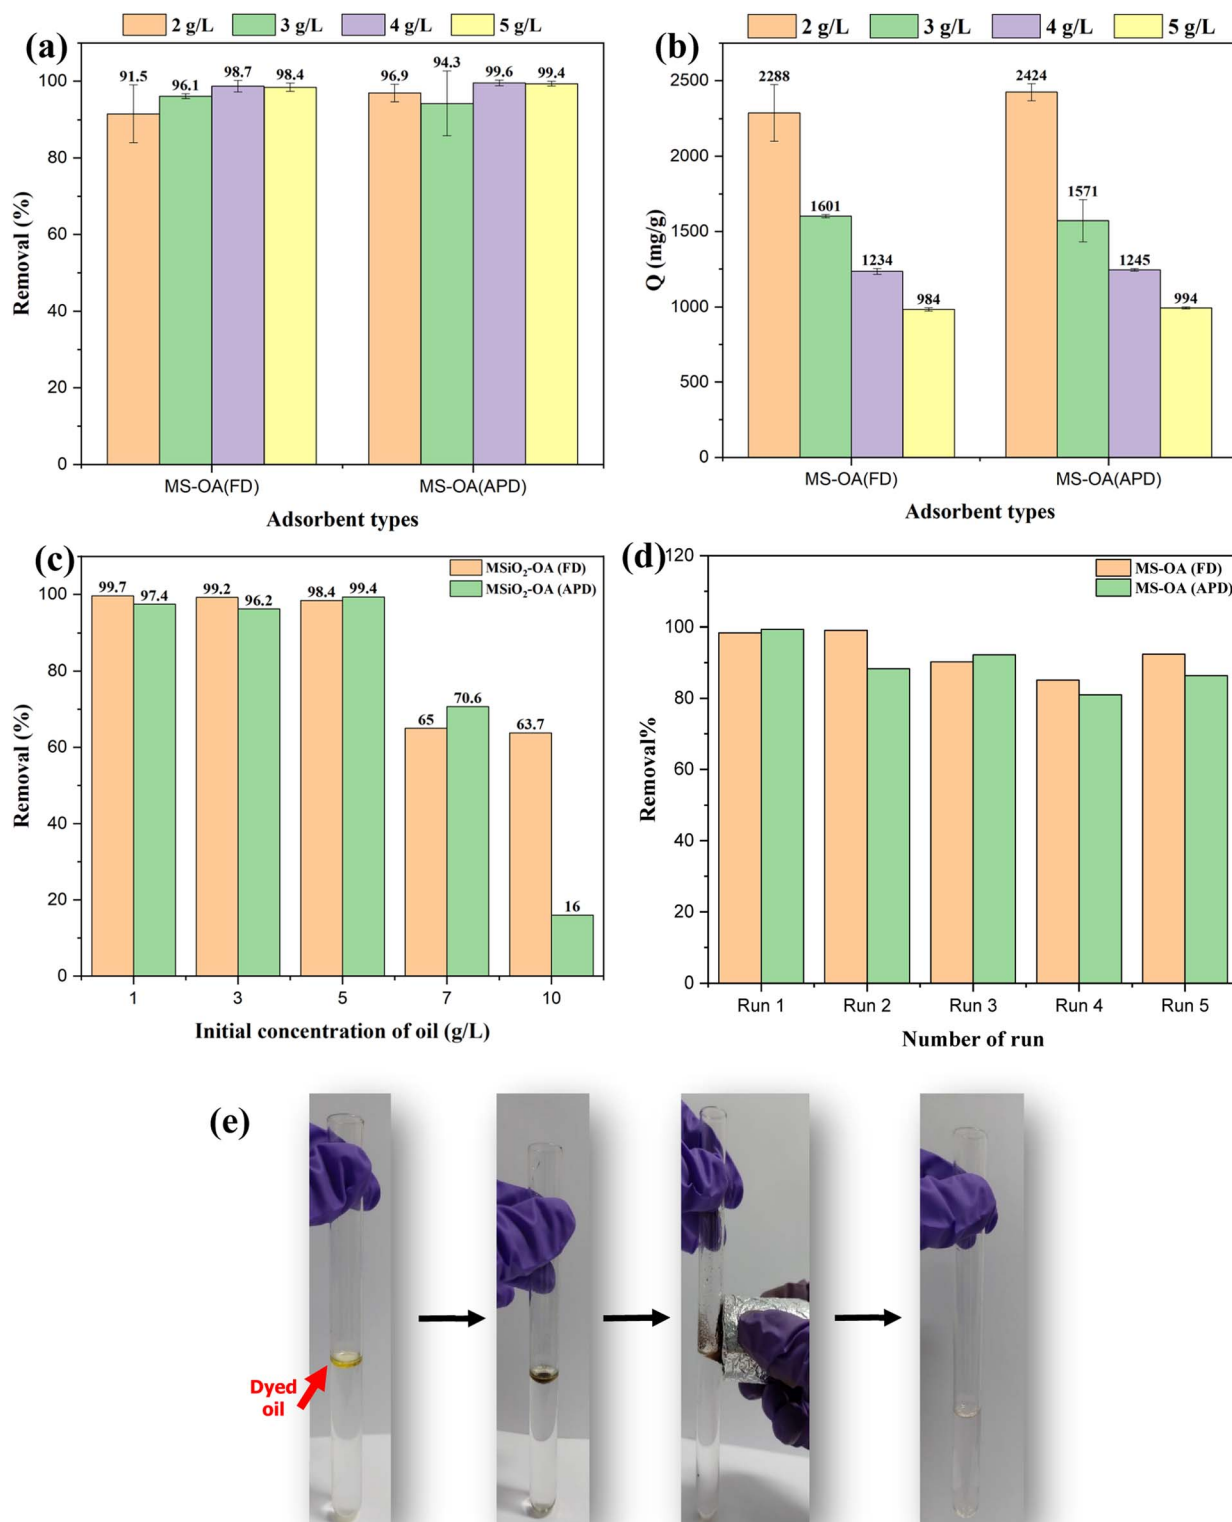 (a)
2 g/L 3 g/L 4 g/L 5 g/L
91.5 96.1 98.7 98.4 96.9 94.3 99.6 99.4
100
80
60
40
20
0
Removal (%)
MS-OA(FD) MS-OA(APD)
Adsorbent types
(b)
2 g/L 3 g/L 4 g/L 5 g/L
2288 1601 1234 984 2424 1571 1245 994
2500
2000
1500
1000
500
0
Q (mg/g)
MS-OA(FD) MS-OA(APD)
Adsorbent types
(c)
MSiO₂-OA (FD)
MSiO₂-OA (APD)
99.7 97.4 99.2 96.2 98.4 99.4 65 70.6 63.7 16
100
80
60
40
20
0
Removal (%)
1 3 5 7 10
Initial concentration of oil (g/L)
(d)
MS-OA (FD)
MS-OA (APD)
120
100
80
60
40
20
0
Removal%
Run 1 Run 2 Run 3 Run 4 Run 5
Number of run
(e)
Dyed
oil